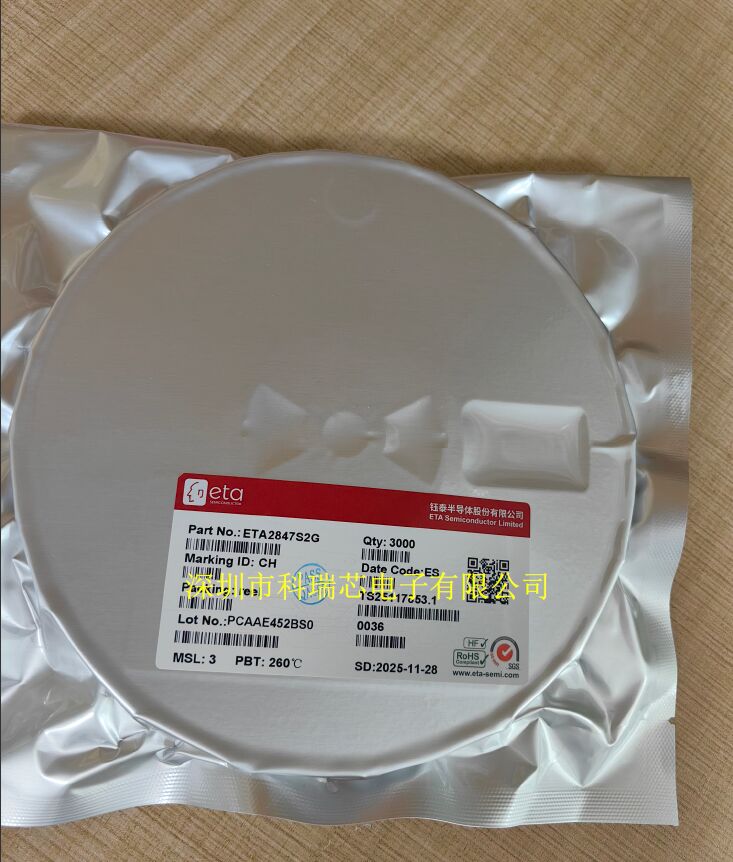 eta
SEMICONDUCTOR
钰泰半导体股份有限公司
ETA Semiconductor Limited
Part No.:ETA2847S2G
Qty: 3000
Marking ID: CH
Date Code:ES
PASS
深圳市科瑞芯电子有限公司
Lot No.:PCAAE452BS0
0036
MSL: 3 PBT: 260℃
SD:2025-11-28
HF
RoHS
Compliant
SGS
www.eta-semi.com